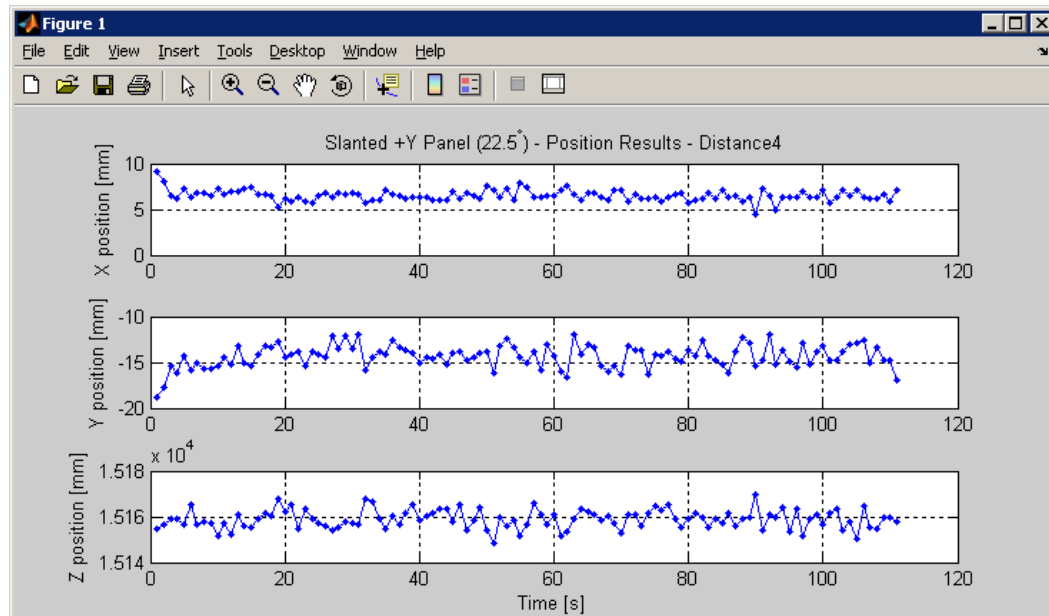 Figure 1
File Edit View Insert Tools Desktop Window Help
Slanted +Y Panel (22.5°) - Position Results - Distance4
X position [mm]
10
5
0
0 20 40 60 80 100 120
Y position [mm]
-10
-15
-20
0 20 40 60 80 100 120
x 10^4
Z position [mm]
1.518
1.516
1.514
0 20 40 60 80 100 120
Time [s]